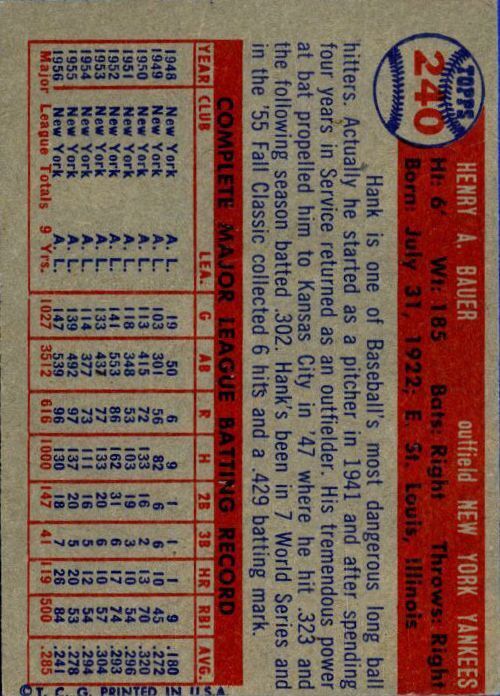 TOPPS
240
HENRY A. BAUER outfield NEW YORK YANKEES
Ht: 6' Wt: 185 Bats: Right Throws: Right
Born: July 31, 1922; E. St. Louis, Illinois
Hank is one of Baseball's most dangerous long ball
hitters. Actually he started as a pitcher in 1941 and after spending
four years in Service returned as an outfielder. His tremendous power
at bat propelled him to Kansas City in '47 where he hit .323 and
the following season batted .302. Hank's been in 7 World Series and
in the '55 Fall Classic collected 6 hits and a .429 batting mark.
COMPLETE MAJOR LEAGUE BATTING RECORD
YEAR CLUB LEA. G AB R H 2B 3B HR RBI AVG.
1948 New York A. L. 19 50 6 9 1 1 1 9 .180
1949 New York A. L. 103 301 56 82 6 6 10 45 .272
1950 New York A. L. 113 415 72 133 16 2 13 70 .320
1951 New York A. L. 118 348 53 103 19 3 10 54 .296
1952 New York A. L. 141 553 86 162 31 6 17 74 .293
1953 New York A. L. 133 437 77 133 20 6 10 57 .304
1954 New York A. L. 114 377 73 111 16 5 12 54 .294
1955 New York A. L. 139 492 97 137 20 5 20 53 .278
1956 New York A. L. 147 539 96 130 18 7 26 84 .241
Major League Totals 9 Yrs. 1027 3512 616 1000 147 41 119 500 .285
© T. C. G. PRINTED IN U.S.A.